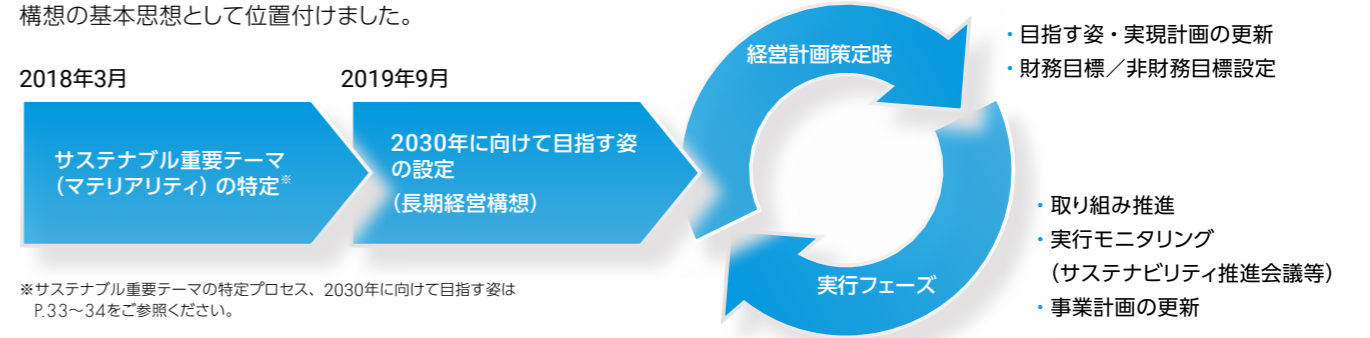 構想の基本思想として位置付けました。
2018年3月
サステナブル重要テーマ
（マテリアリティ）の特定※
2019年9月
2030年に向けて目指す姿
の設定
（長期経営構想）
経営計画策定時
・目指す姿・実現計画の更新
・財務目標／非財務目標設定
実行フェーズ
・取り組み推進
・実行モニタリング
（サステナビリティ推進会議等）
・事業計画の更新
※サステナブル重要テーマの特定プロセス、2030年に向けて目指す姿は
P.33～34をご参照ください。